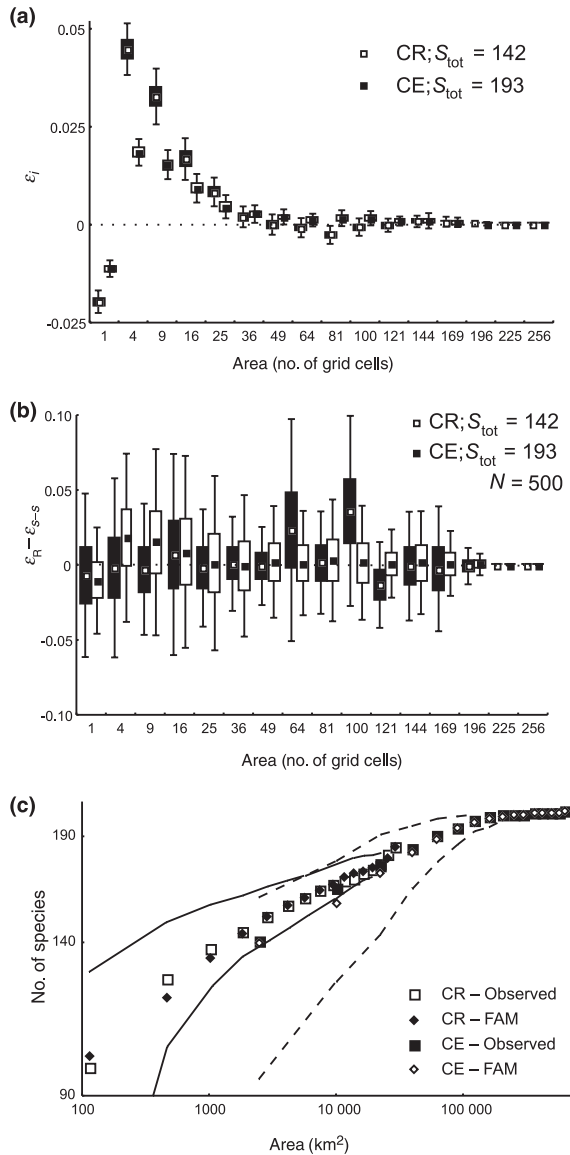 (a)
0.05
0.025
0
-0.025
εi
CR; Stot = 142
CE; Stot = 193
1 4 9 16 25 36 49 64 81 100 121 144 169 196 225 256
Area (no. of grid cells)
(b)
0.10
0.05
0
-0.05
-0.10
εR – εs–s
CR; Stot = 142
CE; Stot = 193
N = 500
1 4 9 16 25 36 49 64 81 100 121 144 169 196 225 256
Area (no. of grid cells)
(c)
190
140
90
No. of species
CR – Observed
CR – FAM
CE – Observed
CE – FAM
100 1000 10 000 100 000
Area (km²)